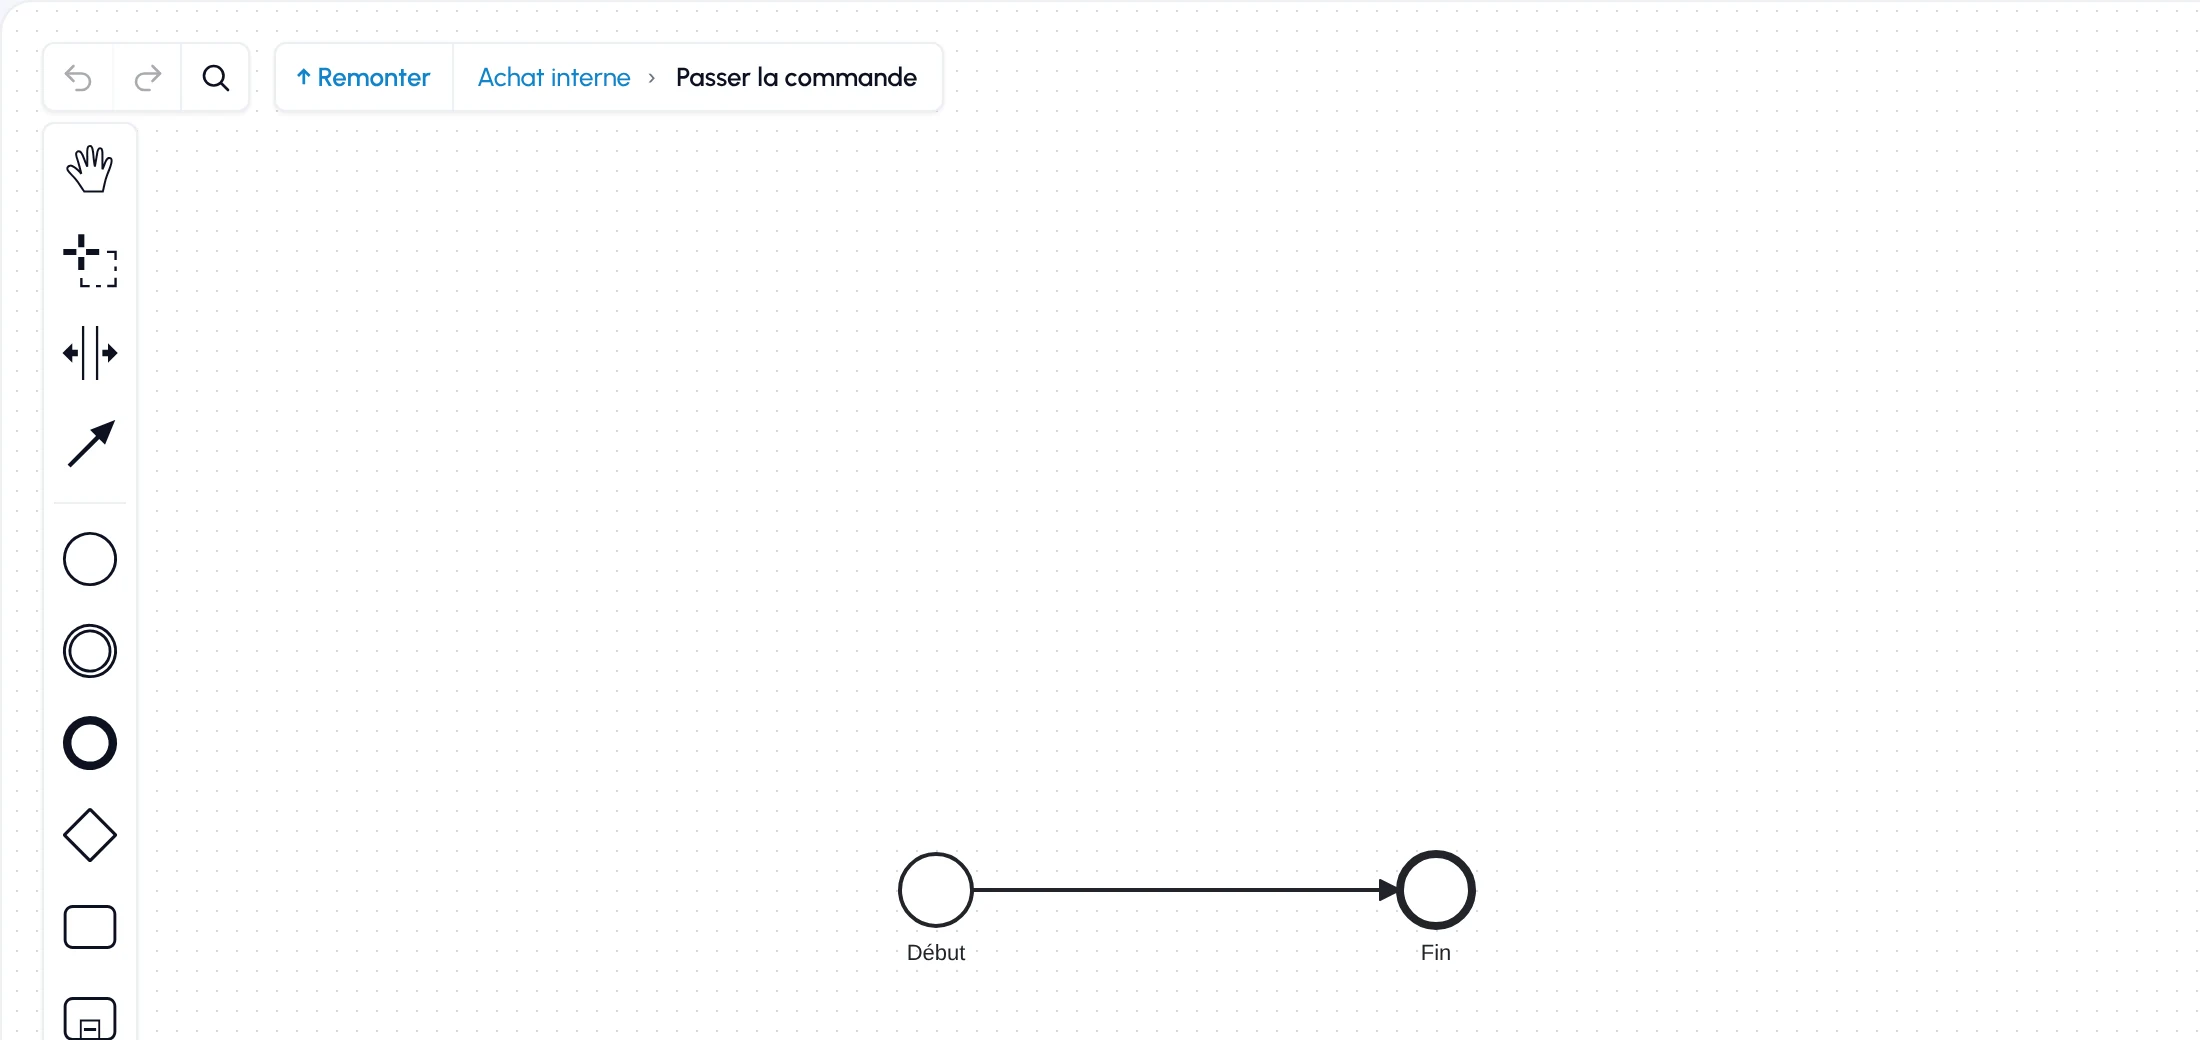 Remonter
Achat interne › Passer la commande
Début
Fin